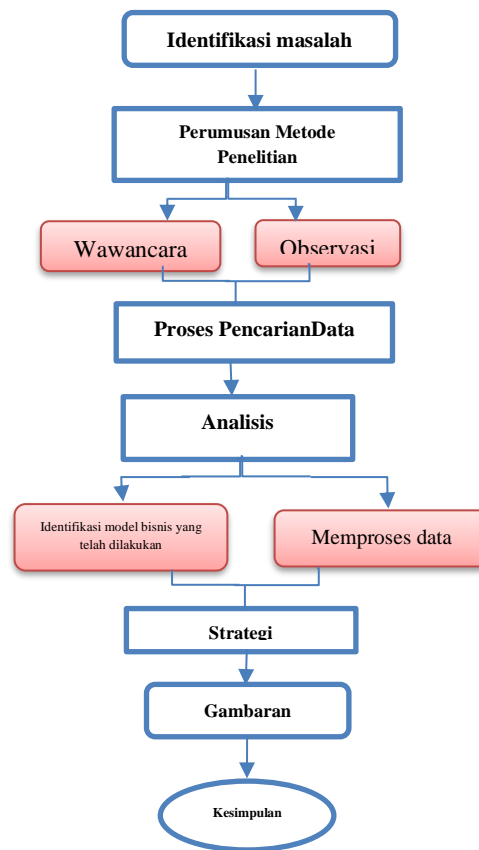 Identifikasi masalah
Perumusan Metode
Penelitian
Wawancara
Observasi
Proses PencarianData
Analisis
Identifikasi model bisnis yang
telah dilakukan
Memproses data
Strategi
Gambaran
Kesimpulan